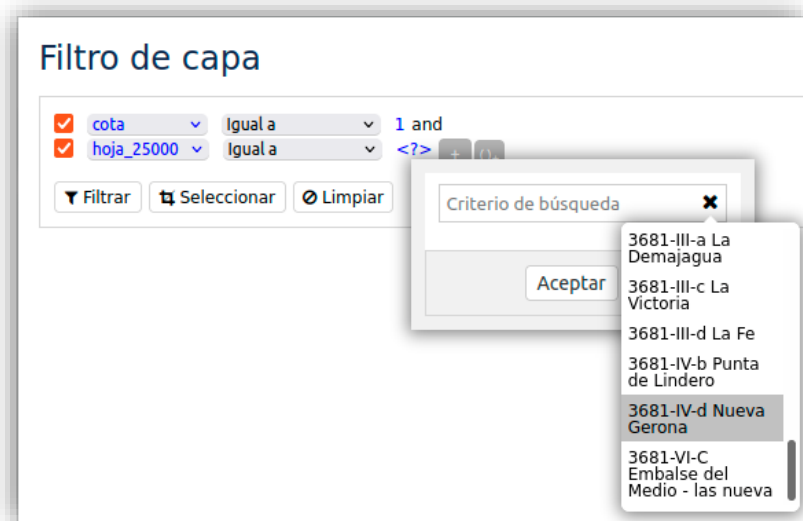 Filtro de capa
cota Igual a 1 and
hoja_25000 Igual a <?> + ()+
Filtrar Seleccionar Limpiar
Criterio de búsqueda
3681-III-a La
Demajagua
3681-III-c La
Victoria
Aceptar
3681-III-d La Fe
3681-IV-b Punta
de Lindero
3681-IV-d Nueva
Gerona
3681-VI-C
Embalse del
Medio - las nueva